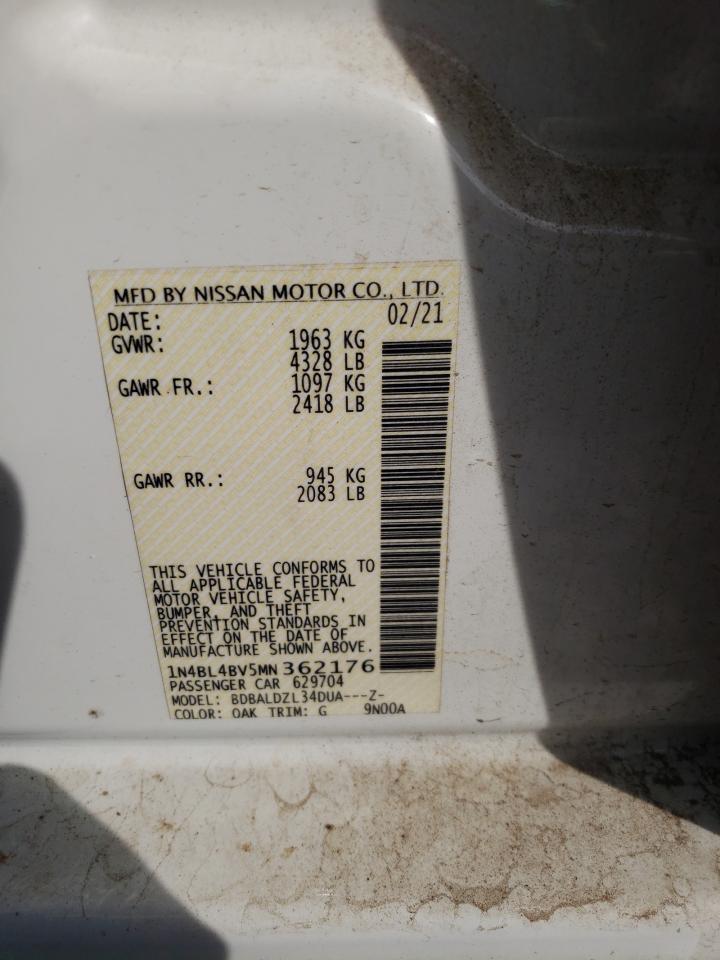 MFD BY NISSAN MOTOR CO., LTD.
DATE: 02/21
GVWR: 1963 KG
4328 LB
GAWR FR.: 1097 KG
2418 LB
GAWR RR.: 945 KG
2083 LB
THIS VEHICLE CONFORMS TO
ALL APPLICABLE FEDERAL
MOTOR VEHICLE SAFETY,
BUMPER, AND THEFT
PREVENTION STANDARDS IN
EFFECT ON THE DATE OF
MANUFACTURE SHOWN ABOVE.
1N4BL4BV5MN362176
PASSENGER CAR 629704
MODEL: BDBALDZL34DUA---Z-
COLOR: QAK TRIM: G 9N00A